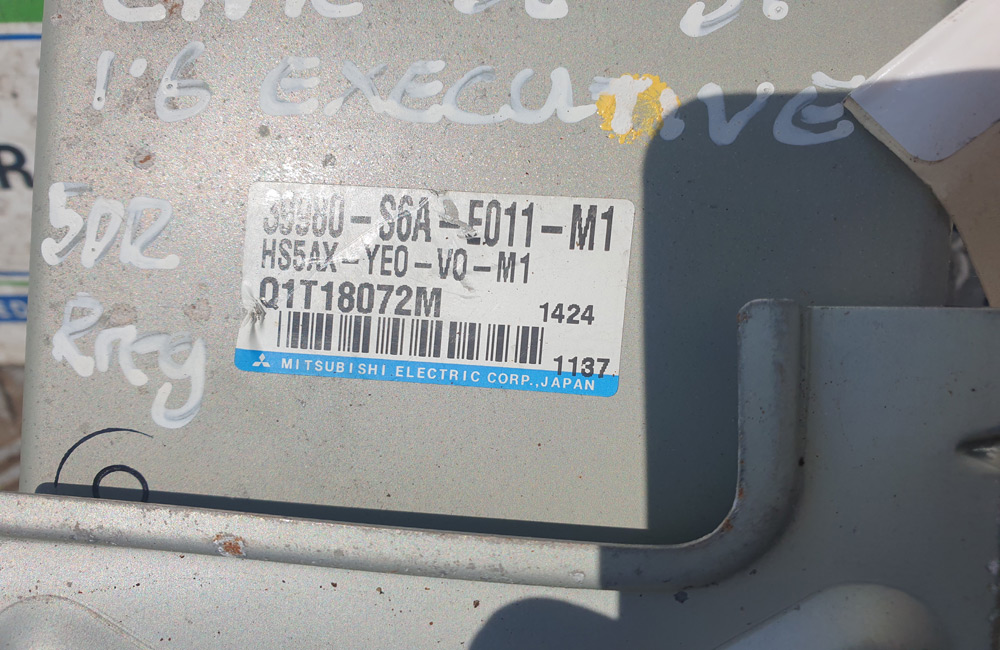 1.6 EXECUTIVE
5DR
Rreg
39980-S6A-E011-M1
HS5AX-YE0-V0-M1
Q1T18072M 1424
1137
MITSUBISHI ELECTRIC CORP., JAPAN